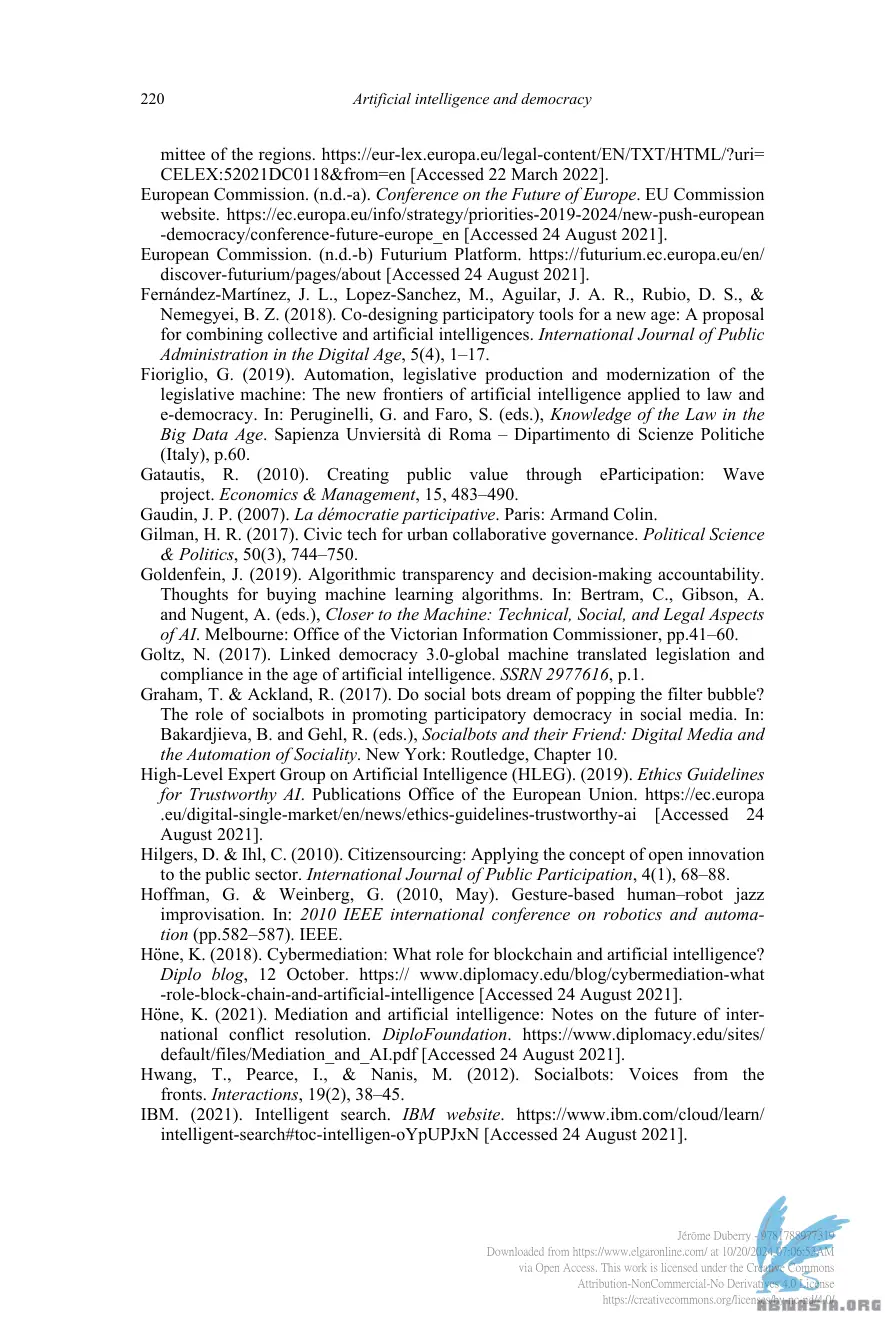 220 Artificial intelligence and democracy
mittee of the regions. https://eur-lex.europa.eu/legal-content/EN/TXT/HTML/?uri=
CELEX:52021DC0118&from=en [Accessed 22 March 2022].
European Commission. (n.d.-a). Conference on the Future of Europe. EU Commission
website. https://ec.europa.eu/info/strategy/priorities-2019-2024/new-push-european
-democracy/conference-future-europe_en [Accessed 24 August 2021].
European Commission. (n.d.-b) Futurium Platform. https://futurium.ec.europa.eu/en/
discover-futurium/pages/about [Accessed 24 August 2021].
Fernández-Martínez, J. L., Lopez-Sanchez, M., Aguilar, J. A. R., Rubio, D. S., &
Nemegyei, B. Z. (2018). Co-designing participatory tools for a new age: A proposal
for combining collective and artificial intelligences. International Journal of Public
Administration in the Digital Age, 5(4), 1–17.
Fioriglio, G. (2019). Automation, legislative production and modernization of the
legislative machine: The new frontiers of artificial intelligence applied to law and
e-democracy. In: Peruginelli, G. and Faro, S. (eds.), Knowledge of the Law in the
Big Data Age. Sapienza Unviersità di Roma – Dipartimento di Scienze Politiche
(Italy), p.60.
Gatautis, R. (2010). Creating public value through eParticipation: Wave
project. Economics & Management, 15, 483–490.
Gaudin, J. P. (2007). La démocratie participative. Paris: Armand Colin.
Gilman, H. R. (2017). Civic tech for urban collaborative governance. Political Science
& Politics, 50(3), 744–750.
Goldenfein, J. (2019). Algorithmic transparency and decision-making accountability.
Thoughts for buying machine learning algorithms. In: Bertram, C., Gibson, A.
and Nugent, A. (eds.), Closer to the Machine: Technical, Social, and Legal Aspects
of AI. Melbourne: Office of the Victorian Information Commissioner, pp.41–60.
Goltz, N. (2017). Linked democracy 3.0-global machine translated legislation and
compliance in the age of artificial intelligence. SSRN 2977616, p.1.
Graham, T. & Ackland, R. (2017). Do social bots dream of popping the filter bubble?
The role of socialbots in promoting participatory democracy in social media. In:
Bakardjieva, B. and Gehl, R. (eds.), Socialbots and their Friend: Digital Media and
the Automation of Sociality. New York: Routledge, Chapter 10.
High-Level Expert Group on Artificial Intelligence (HLEG). (2019). Ethics Guidelines
for Trustworthy AI. Publications Office of the European Union. https://ec.europa
.eu/digital-single-market/en/news/ethics-guidelines-trustworthy-ai [Accessed 24
August 2021].
Hilgers, D. & Ihl, C. (2010). Citizensourcing: Applying the concept of open innovation
to the public sector. International Journal of Public Participation, 4(1), 68–88.
Hoffman, G. & Weinberg, G. (2010, May). Gesture-based human–robot jazz
improvisation. In: 2010 IEEE international conference on robotics and automa-
tion (pp.582–587). IEEE.
Höne, K. (2018). Cybermediation: What role for blockchain and artificial intelligence?
Diplo blog, 12 October. https:// www.diplomacy.edu/blog/cybermediation-what
-role-block-chain-and-artificial-intelligence [Accessed 24 August 2021].
Höne, K. (2021). Mediation and artificial intelligence: Notes on the future of inter-
national conflict resolution. DiploFoundation. https://www.diplomacy.edu/sites/
default/files/Mediation_and_AI.pdf [Accessed 24 August 2021].
Hwang, T., Pearce, I., & Nanis, M. (2012). Socialbots: Voices from the
fronts. Interactions, 19(2), 38–45.
IBM. (2021). Intelligent search. IBM website. https://www.ibm.com/cloud/learn/
intelligent-search#toc-intelligen-oYpUPJxN [Accessed 24 August 2021].
Jérôme Duberry - 9781788977319
Downloaded from https://www.elgaronline.com/ at 10/20/2024 07:06:52AM
via Open Access. This work is licensed under the Creative Commons
Attribution-NonCommercial-No Derivatives 4.0 License
https://creativecommons.org/licenses/by-nc-nd/4.0/
ABTNASIA.ORG